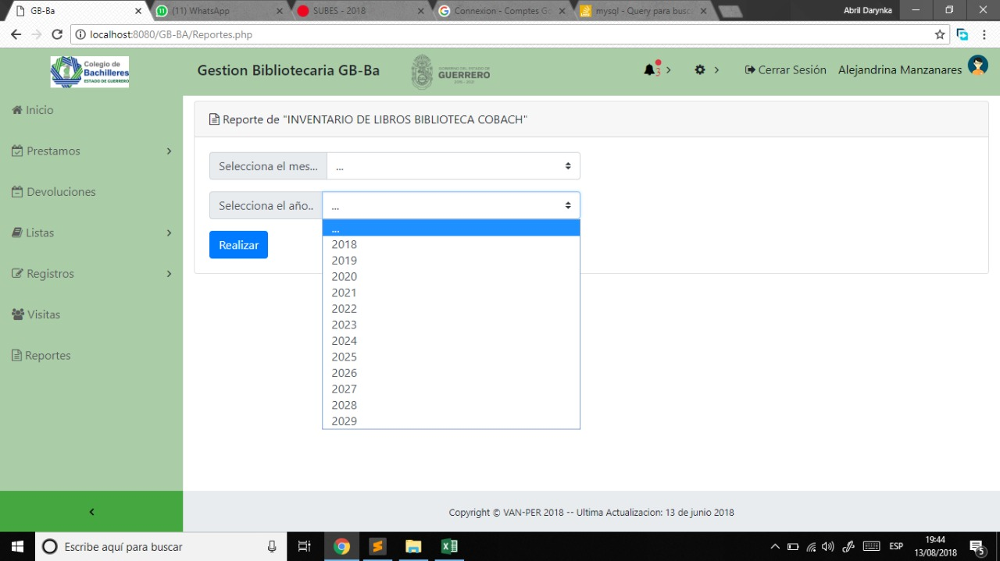 GB-Ba
(11) WhatsApp
SUBES - 2018
Connexion - Comptes G
mysql - Query para busc
Abril Darynka
localhost:8080/GB-BA/Reportes.php
Colegio de
Bachilleres
ESTADO DE GUERRERO
Gestion Bibliotecaria GB-Ba
GUERRERO
3
Cerrar Sesión
Alejandrina Manzanares
Inicio
Prestamos
Devoluciones
Listas
Registros
Visitas
Reportes
Reporte de "INVENTARIO DE LIBROS BIBLIOTECA COBACH"
Selecciona el mes... ...
Selecciona el año.. ...
Realizar
...
2018
2019
2020
2021
2022
2023
2024
2025
2026
2027
2028
2029
Copyright © VAN-PER 2018 -- Ultima Actualizacion: 13 de junio 2018
Escribe aquí para buscar
ESP
19:44
13/08/2018
5